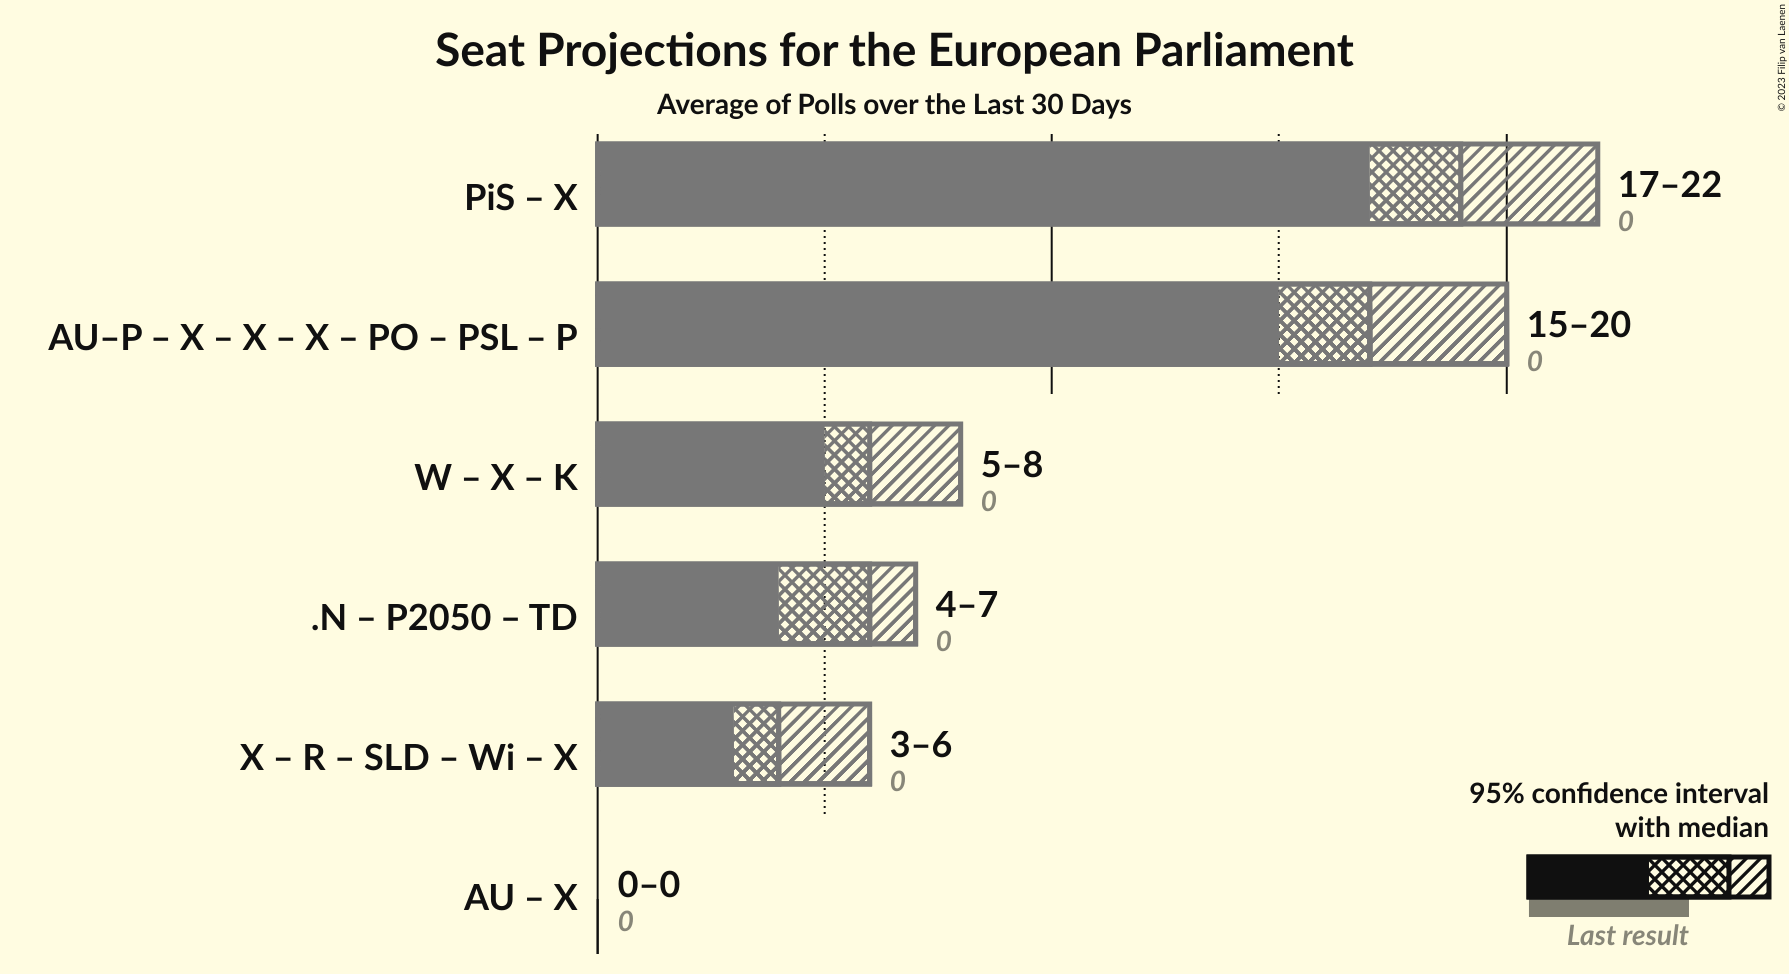 Seat Projections for the European Parliament
Average of Polls over the Last 30 Days
© 2023 Filip van Laenen
PiS – X
17–22
0
AU–P – X – X – X – PO – PSL – P
15–20
0
W – X – K
5–8
0
.N – P2050 – TD
4–7
0
X – R – SLD – Wi – X
3–6
0
AU – X
0–0
0
95% confidence interval
with median
Last result